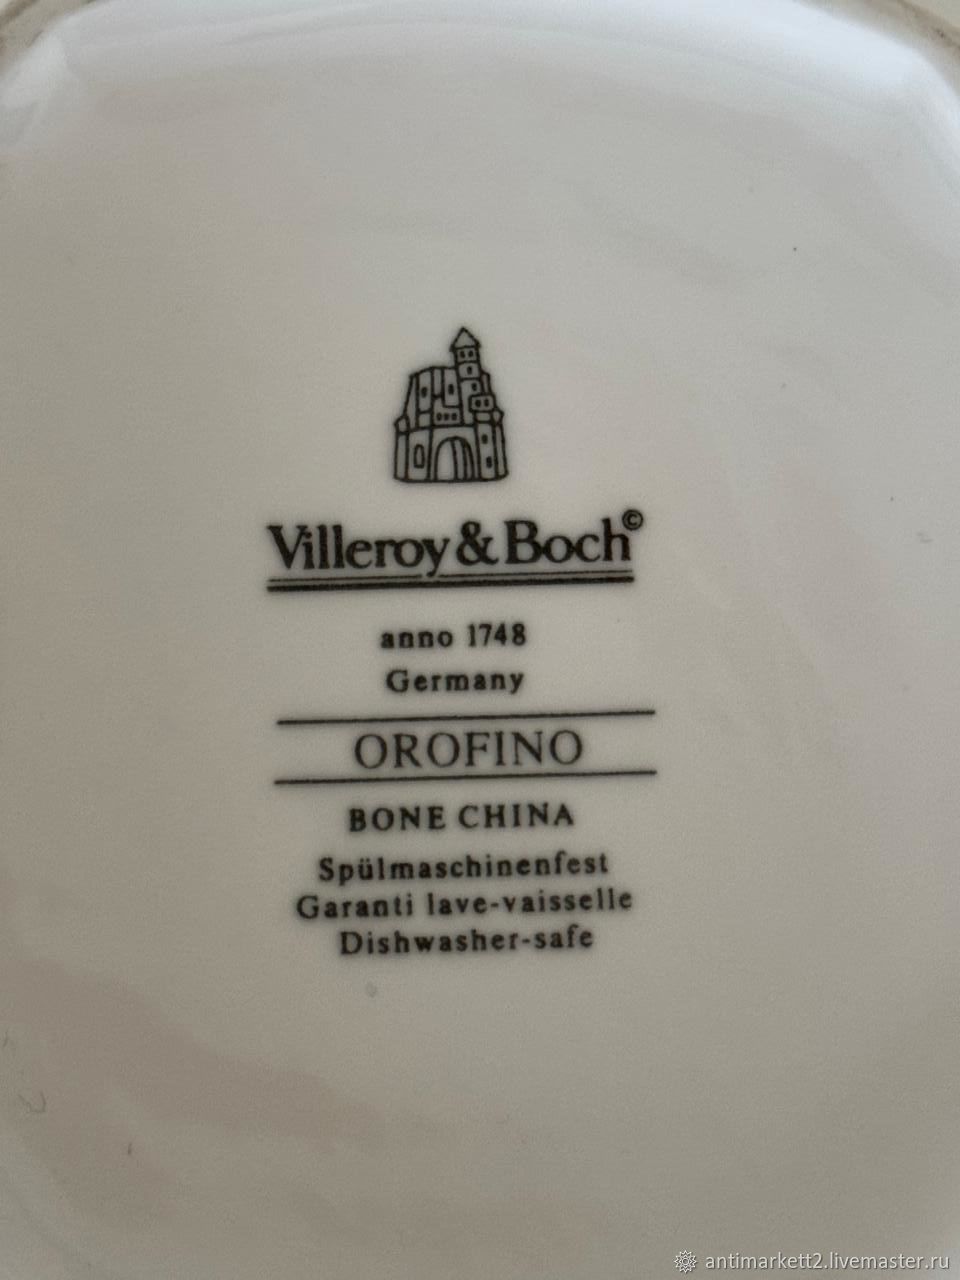 Villeroy & Boch©
anno 1748
Germany
OROFINO
BONE CHINA
Spülmaschinenfest
Garanti lave-vaisselle
Dishwasher-safe
antimarkett2.livemaster.ru